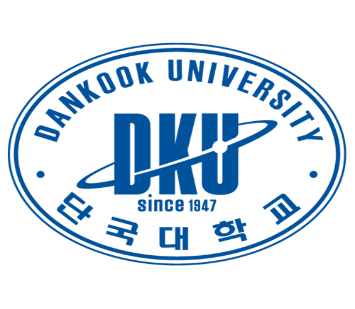 DANKOOK UNIVERSITY
DKU
since 1947
단국대학교